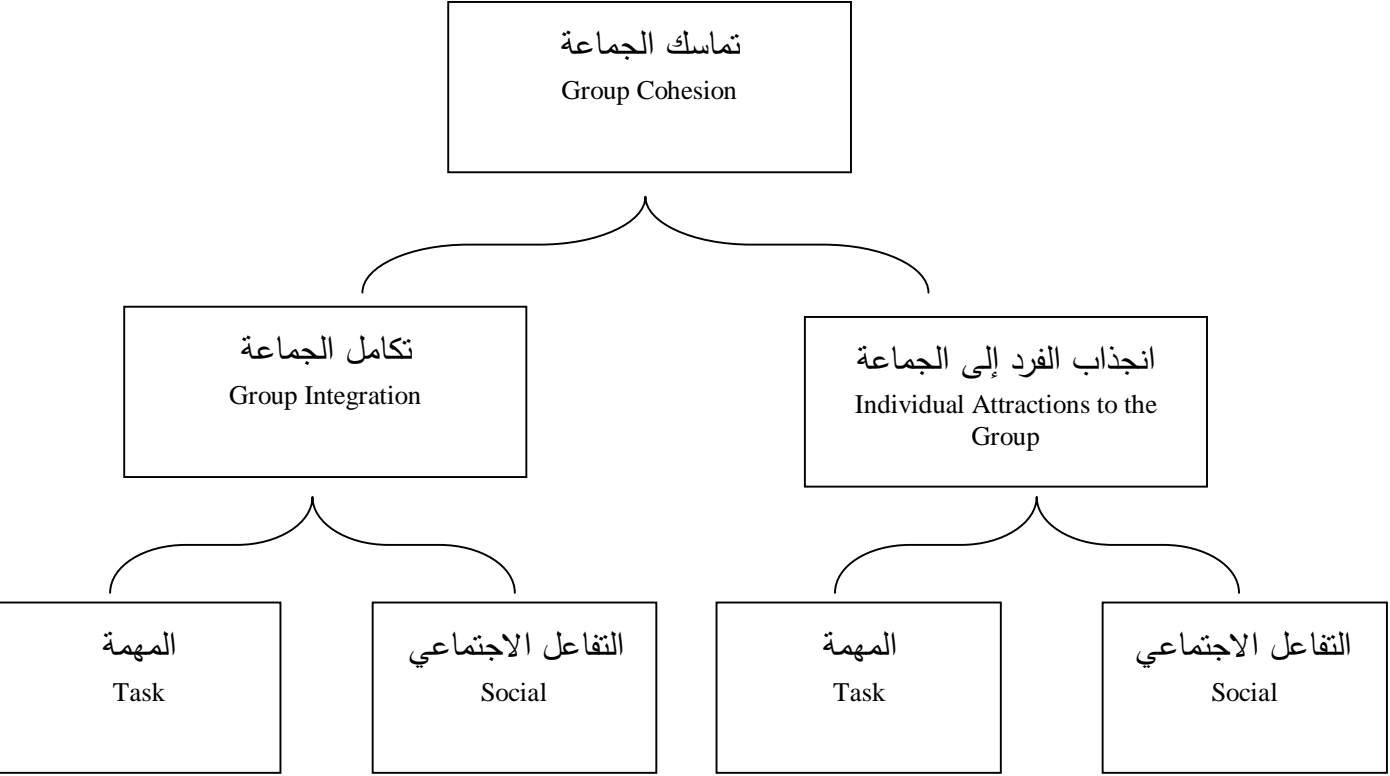 تماسك الجماعة
Group Cohesion
تكامل الجماعة
Group Integration
انجذاب الفرد إلى الجماعة
Individual Attractions to the
Group
المهمة
Task
التفاعل الاجتماعي
Social
المهمة
Task
التفاعل الاجتماعي
Social